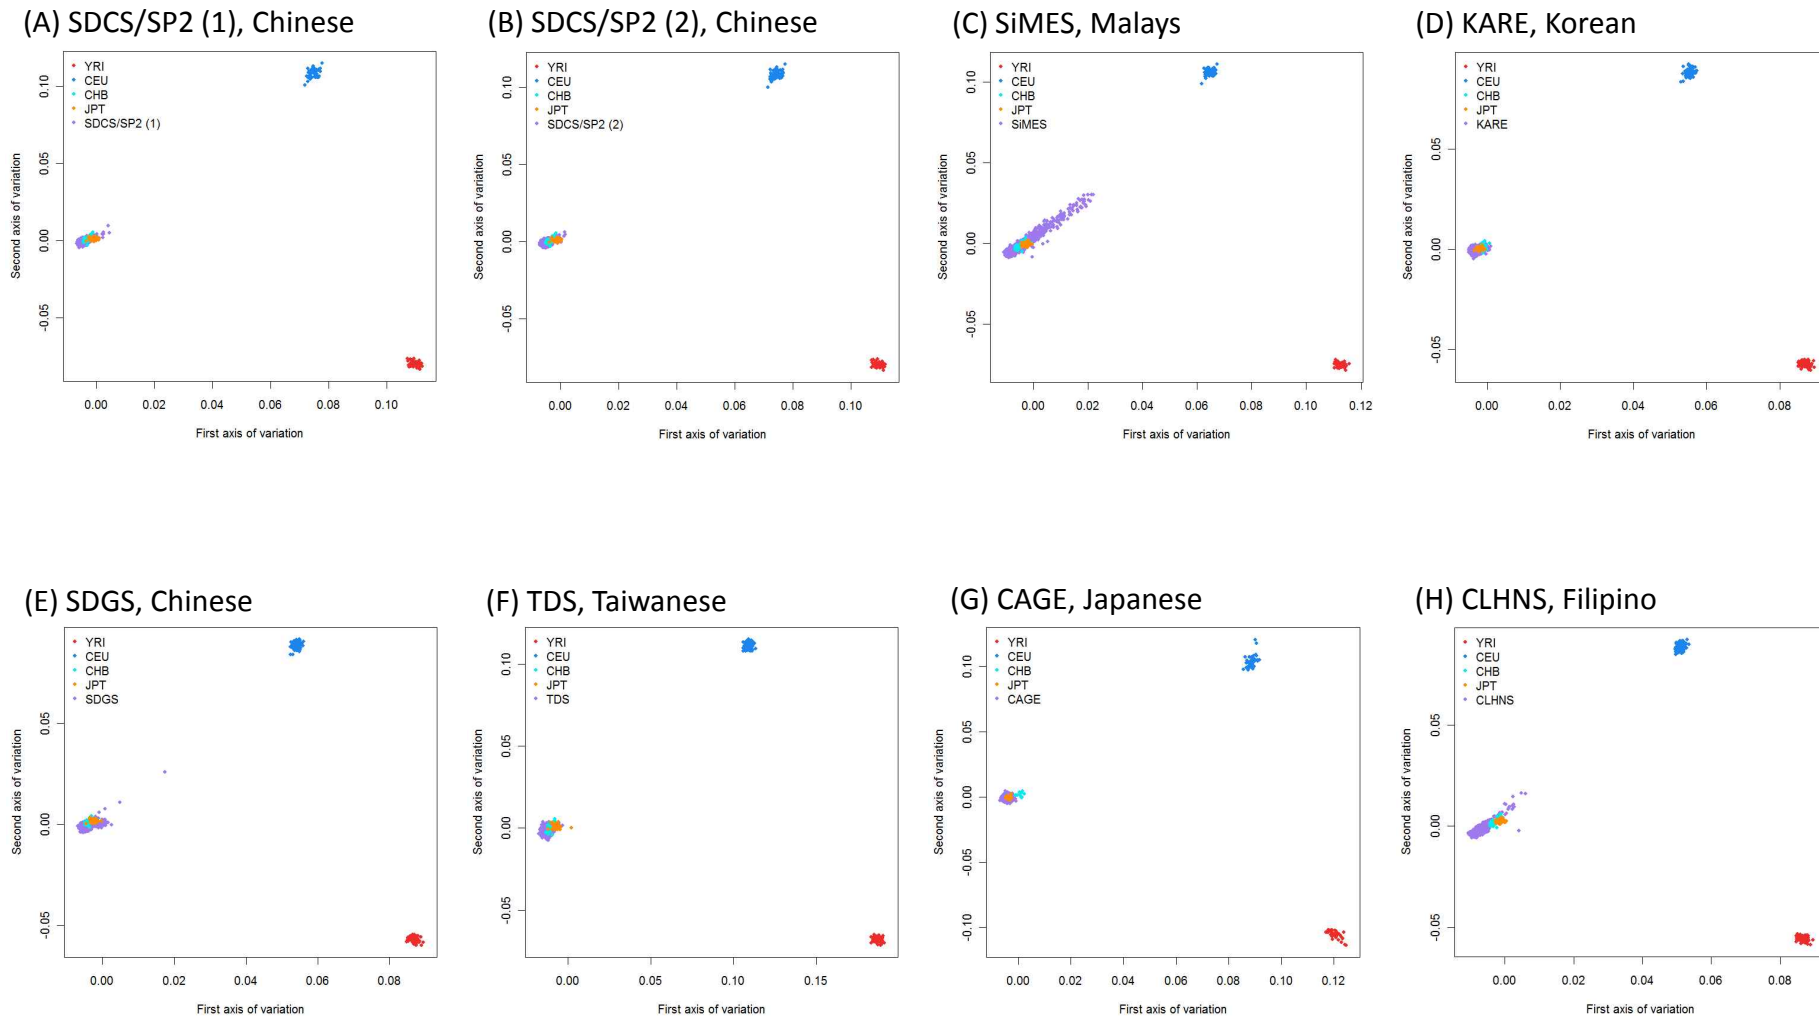 (A) SDCS/SP2 (1), Chinese
YRI
CEU
CHB
JPT
SDCS/SP2 (1)
Second axis of variation
0.10
0.05
0.00
-0.05
0.00 0.02 0.04 0.06 0.08 0.10
First axis of variation
(B) SDCS/SP2 (2), Chinese
YRI
CEU
CHB
JPT
SDCS/SP2 (2)
Second axis of variation
0.10
0.05
0.00
-0.05
0.00 0.02 0.04 0.06 0.08 0.10
First axis of variation
(C) SiMES, Malays
YRI
CEU
CHB
JPT
SiMES
Second axis of variation
0.10
0.05
0.00
-0.05
0.00 0.02 0.04 0.06 0.08 0.10 0.12
First axis of variation
(D) KARE, Korean
YRI
CEU
CHB
JPT
KARE
Second axis of variation
0.05
0.00
-0.05
0.00 0.02 0.04 0.06 0.08
First axis of variation
(E) SDGS, Chinese
YRI
CEU
CHB
JPT
SDGS
Second axis of variation
0.05
0.00
-0.05
0.00 0.02 0.04 0.06 0.08
First axis of variation
(F) TDS, Taiwanese
YRI
CEU
CHB
JPT
TDS
Second axis of variation
0.10
0.05
0.00
-0.05
0.00 0.05 0.10 0.15
First axis of variation
(G) CAGE, Japanese
YRI
CEU
CHB
JPT
CAGE
Second axis of variation
0.10
0.05
0.00
-0.05
-0.10
0.00 0.02 0.04 0.06 0.08 0.10 0.12
First axis of variation
(H) CLHNS, Filipino
YRI
CEU
CHB
JPT
CLHNS
Second axis of variation
0.05
0.00
-0.05
0.00 0.02 0.04 0.06 0.08
First axis of variation